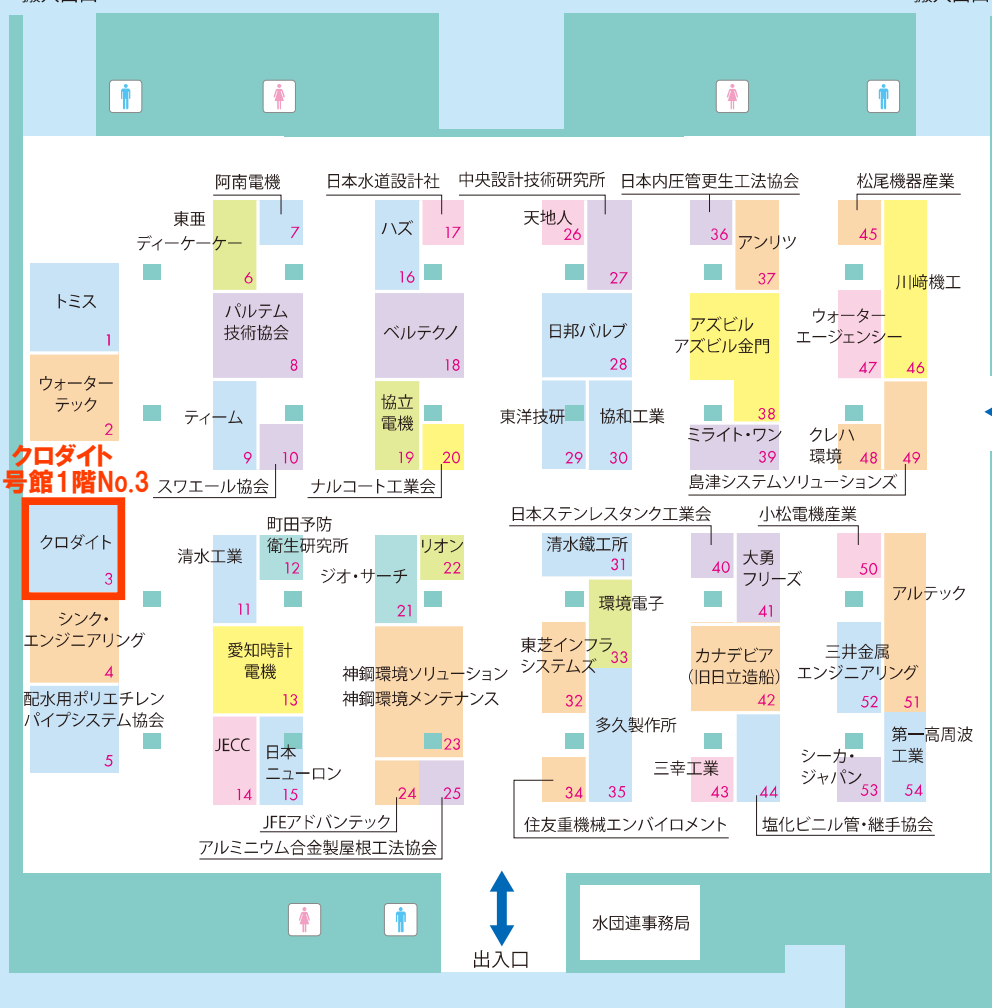 搬入出口
搬入出口
阿南電機
日本水道設計社
中央設計技術研究所
日本内圧管更生工法協会
松尾機器産業
東亜
ディーケーケー
6
7
ハズ
16
17
天地人
26
27
36
アンリツ
37
45
川﨑機工
46
トミス
1
パルテム
技術協会
8
ベルテクノ
18
日邦バルブ
28
アズビル
アズビル金門
38
ウォーター
エージェンシー
47
ウォーター
テック
2
ティーム
9
10
スワエール協会
協立
電機
19
20
ナルコート工業会
東洋技研
29
協和工業
30
ミライト・ワン
39
クレハ
環境
48
49
島津システムソリューションズ
クロダイト
号館1階No.3
クロダイト
3
清水工業
11
町田予防
衛生研究所
12
ジオ・サーチ
21
リオン
22
日本ステンレスタンク工業会
清水鐵工所
31
40
大勇
フリーズ
41
小松電機産業
50
アルテック
51
シンク・
エンジニアリング
4
愛知時計
電機
13
神鋼環境ソリューション
神鋼環境メンテナンス
23
環境電子
33
東芝インフラ
システムズ
32
カナデビア
(旧日立造船)
42
三井金属
エンジニアリング
52
配水用ポリエチレン
パイプシステム協会
5
JECC
14
日本
ニューロン
15
24
25
JFEアドバンテック
アルミニウム合金製屋根工法協会
34
多久製作所
35
住友重機械エンバイロメント
三幸工業
43
44
塩化ビニル管・継手協会
シーカ・
ジャパン
53
第一高周波
工業
54
出入口
水団連事務局